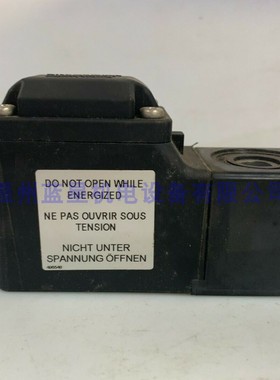 DO NOT OPEN WHILE
ENERGIZED
NE PAS OUVRIR SOUS
TENSION
NICHT UNTER
SPANNUNG ÖFFNEN